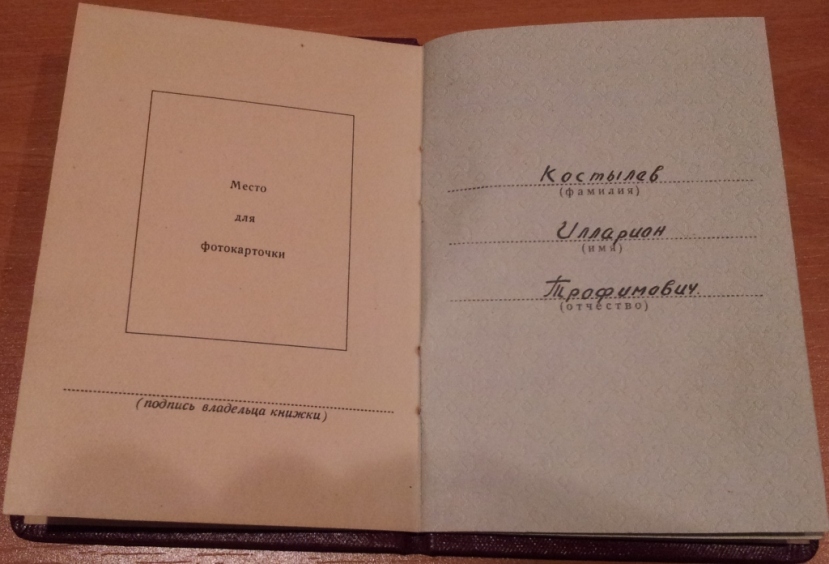 Место
для
фотокарточки
(подпись владельца книжки)
Костылев
(фамилия)
Илларион
(имя)
Трофимович.
(отчество)